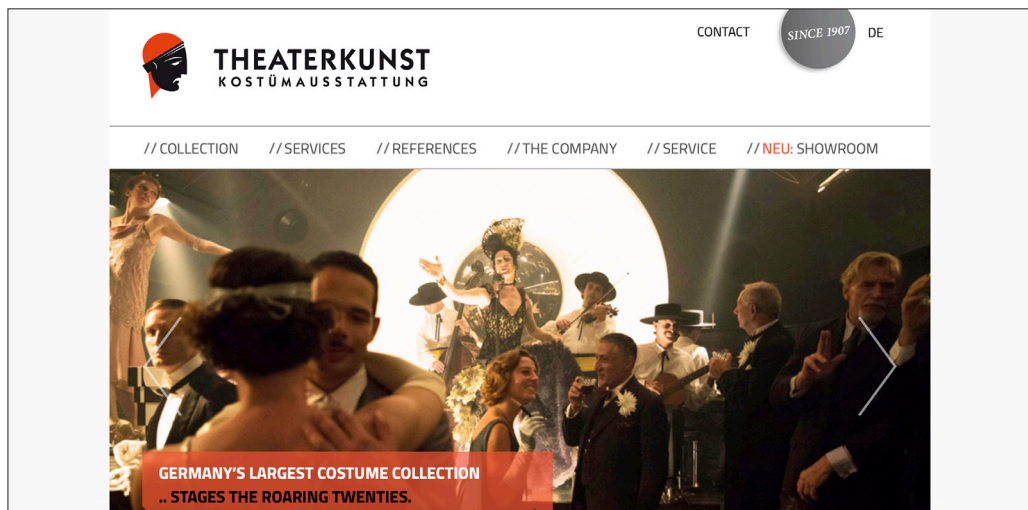 CONTACT
SINCE 1907
DE
THEATERKUNST
KOSTÜMAUSSTATTUNG
// COLLECTION
// SERVICES
// REFERENCES
// THE COMPANY
// SERVICE
// NEU: SHOWROOM
GERMANY'S LARGEST COSTUME COLLECTION
.. STAGES THE ROARING TWENTIES.